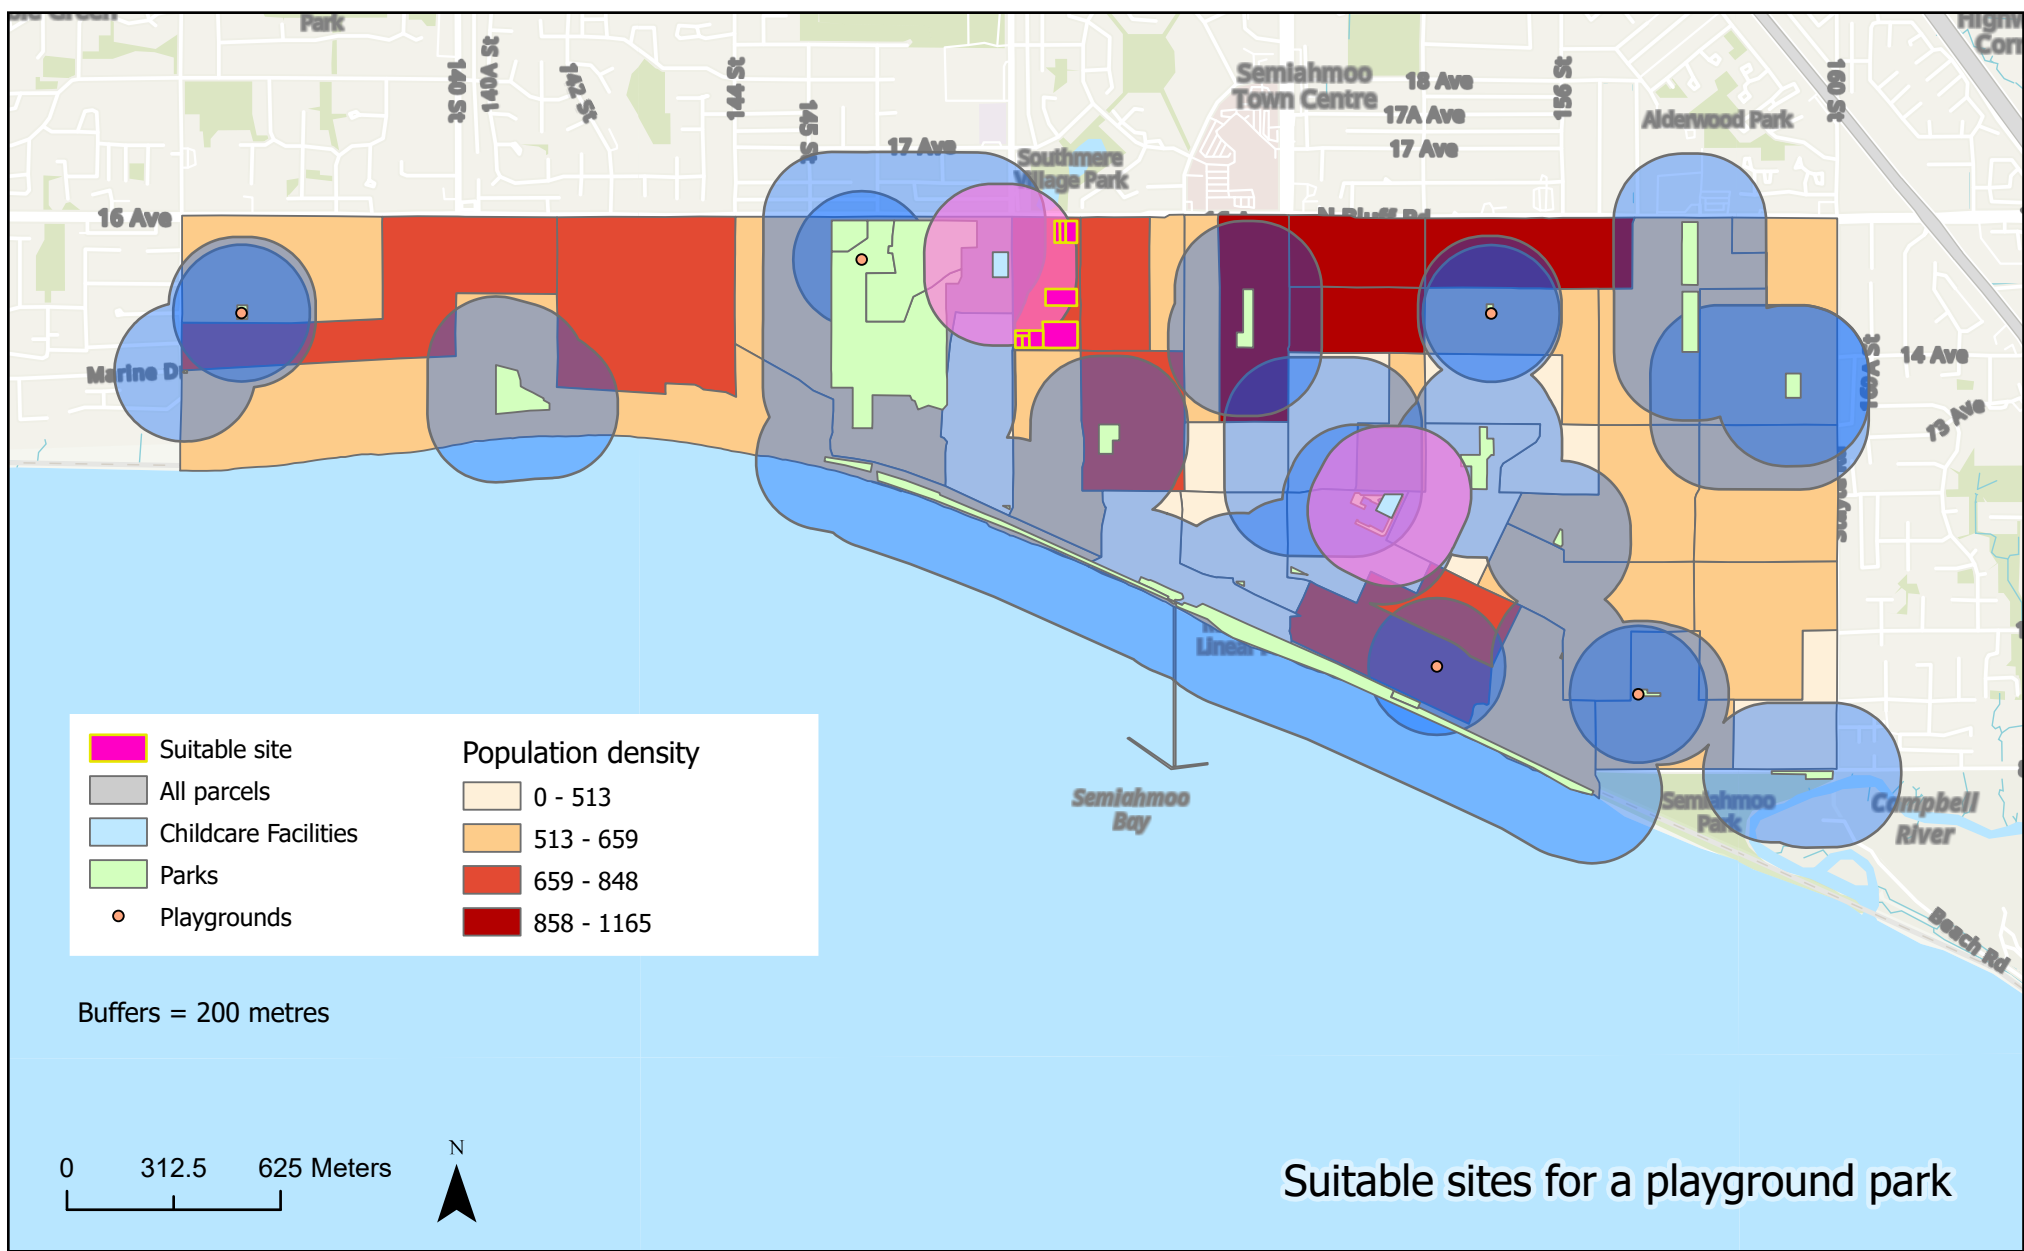 Park
140 St
140A St
142 St
144 St
145 St
17 Ave
Southmere
Village Park
Semiahmoo
Town Centre
18 Ave
17A Ave
17 Ave
156 St
Alderwood Park
160 St
16 Ave
N Bluff Rd
Marine D
14 Ave
13 Ave
Linear
Semiahmoo
Bay
Semiahmoo
Park
Campbell
River
Beach Rd
Suitable site
All parcels
Childcare Facilities
Parks
Playgrounds
Population density
0 - 513
513 - 659
659 - 848
858 - 1165
Buffers = 200 metres
0 312.5 625 Meters
N
Suitable sites for a playground park